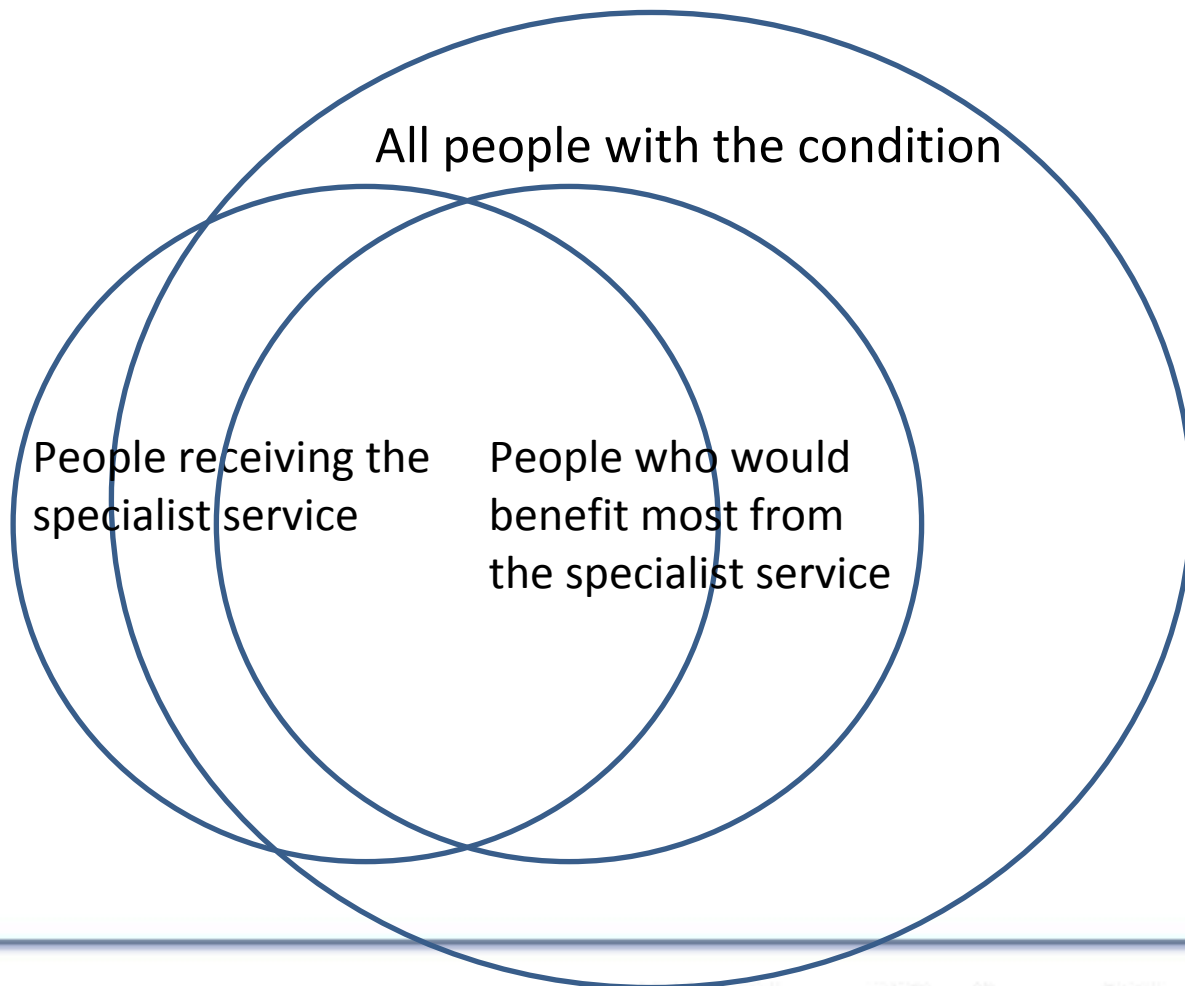 All people with the condition
People receiving the
specialist service
People who would
benefit most from
the specialist service